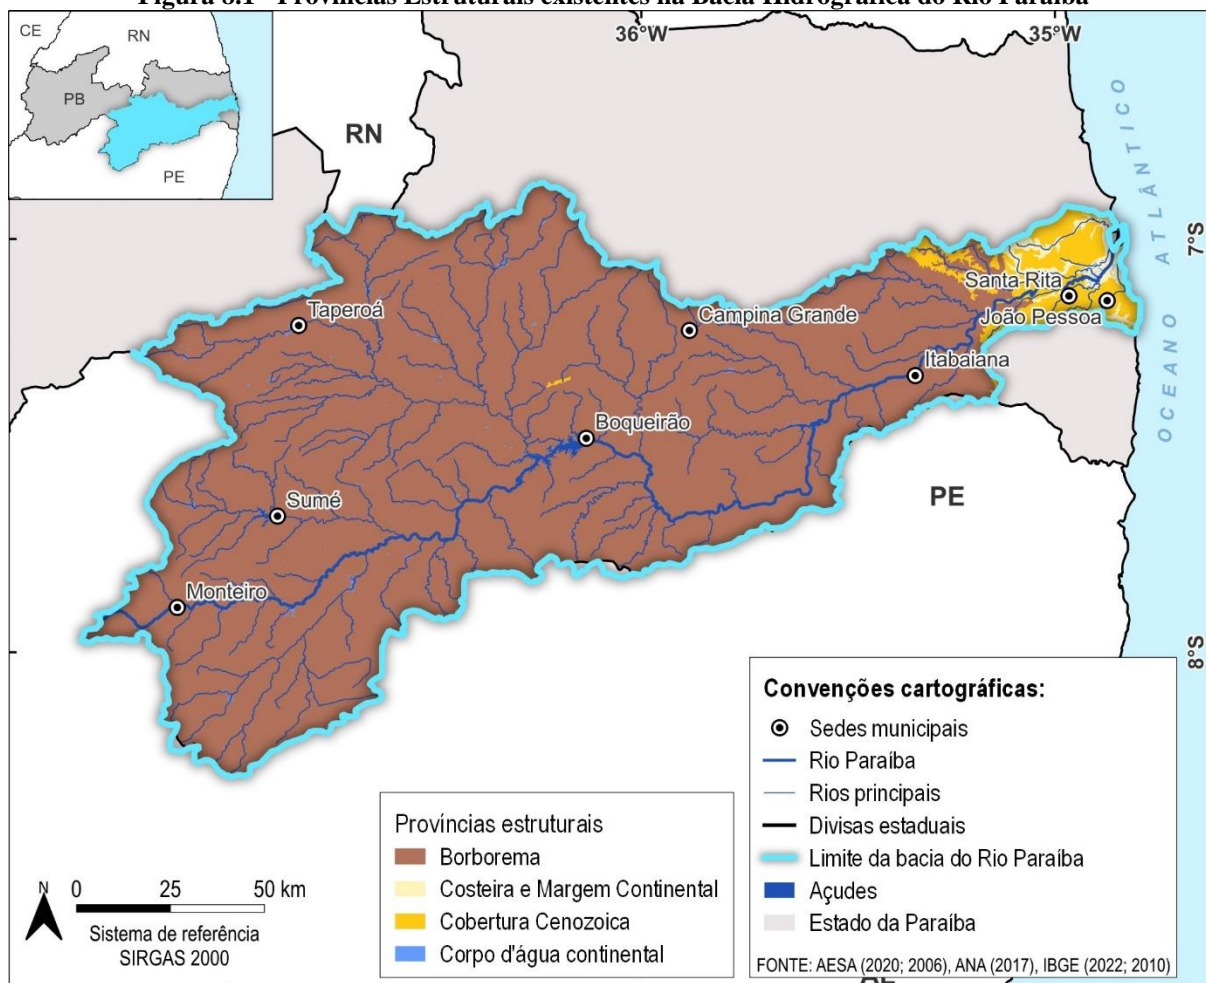 Figura 8.1 - Províncias Estruturais existentes na Bacia Hidrográfica do Rio Paraíba
CE
RN
PB
PE
36°W
35°W
RN
OCEANO ATLÂNTICO
7°S
Santa Rita
João Pessoa
Taperoá
Campina Grande
Itabaiana
Boqueirão
PE
Sumé
Monteiro
8°S
Convenções cartográficas:
Sedes municipais
Rio Paraíba
Rios principais
Divisas estaduais
Limite da bacia do Rio Paraíba
Açudes
Estado da Paraíba
FONTE: AESA (2020; 2006), ANA (2017), IBGE (2022; 2010)
Províncias estruturais
Borborema
Costeira e Margem Continental
Cobertura Cenozoica
Corpo d'água continental
N
0 25 50 km
Sistema de referência
SIRGAS 2000